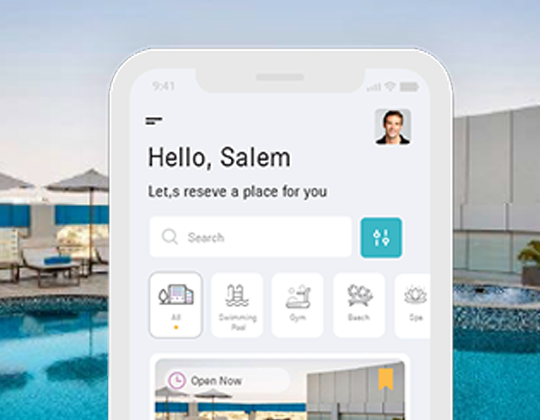 9:41
Hello, Salem
Let,s reseve a place for you
Search
All
Swimming
Pool
Gym
Beach
Spa
Open Now